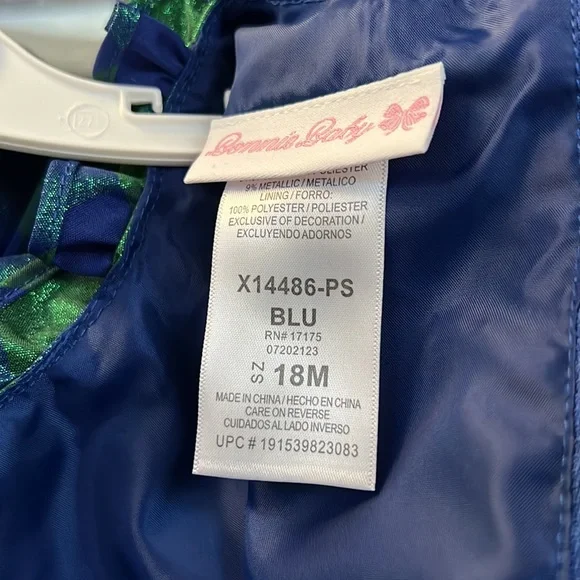 Bonnie Baby
POLIESTER
9% METALLIC / METALICO
LINING / FORRO:
100% POLYESTER / POLIESTER
EXCLUSIVE OF DECORATION /
EXCLUYENDO ADORNOS
X14486-PS
BLU
RN# 17175
07202123
SZ 18M
MADE IN CHINA / HECHO EN CHINA
CARE ON REVERSE
CUIDADOS AL LADO INVERSO
UPC # 191539823083